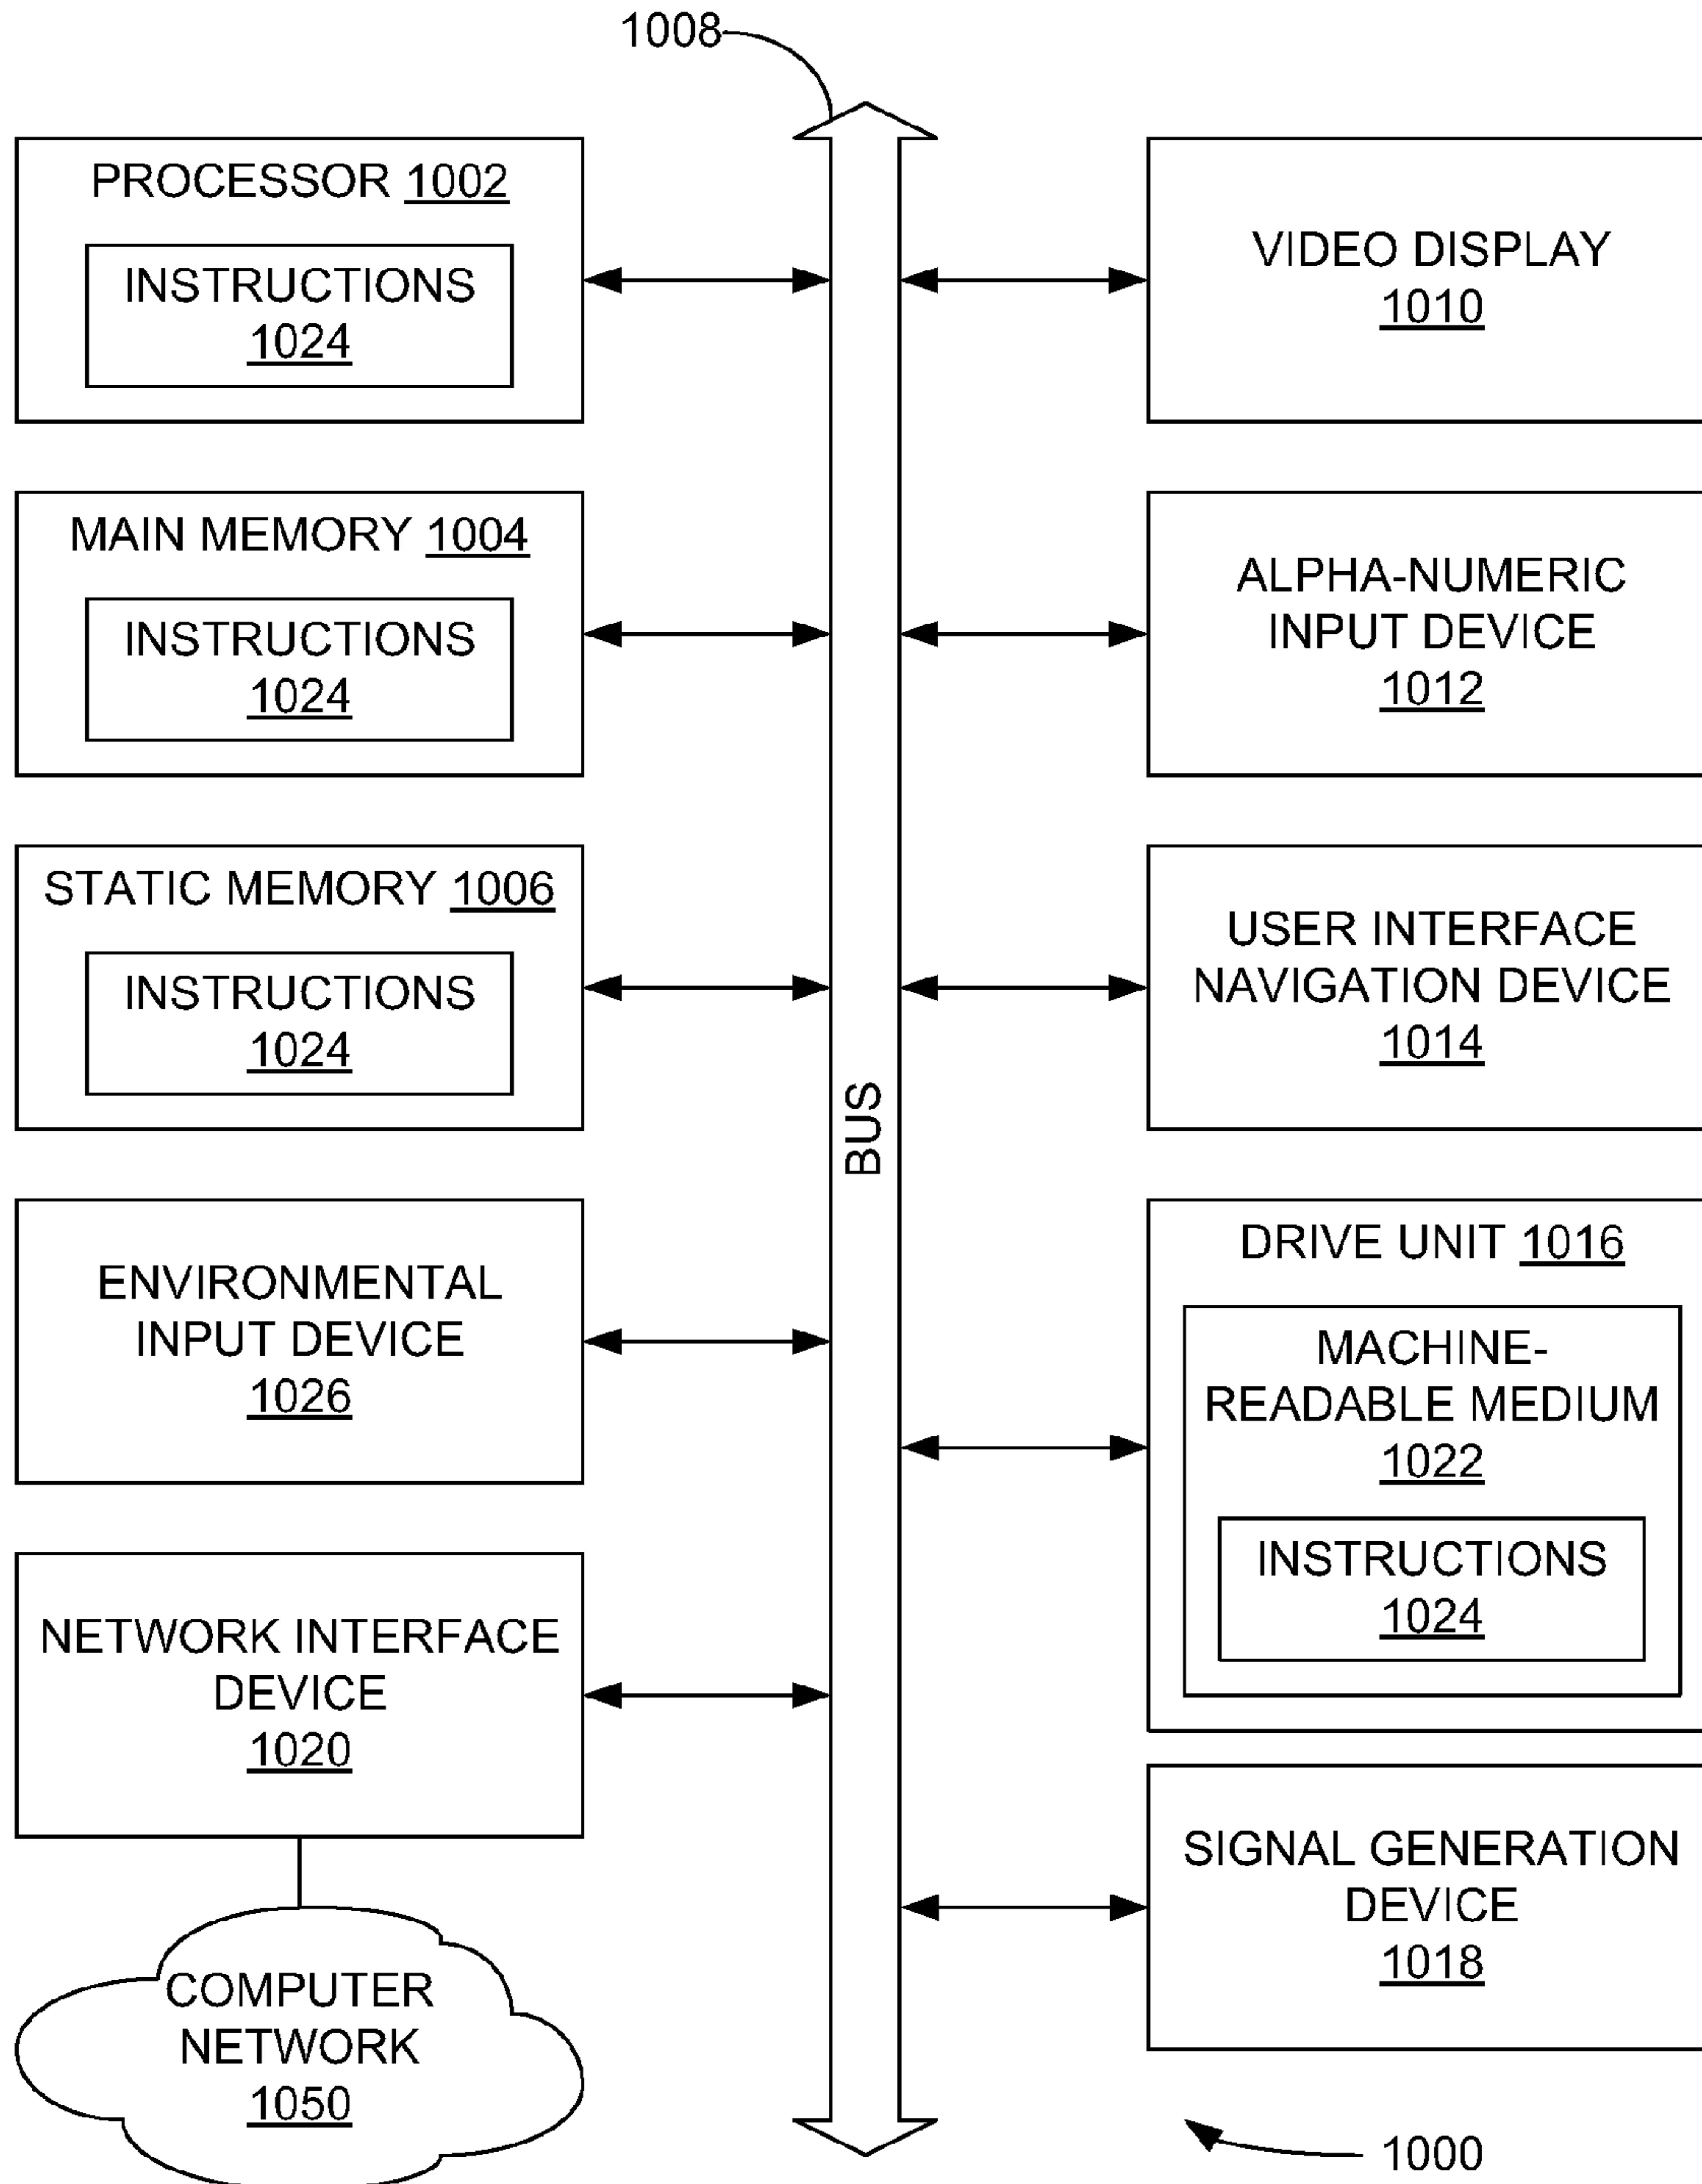 1008
PROCESSOR 1002
INSTRUCTIONS
1024
MAIN MEMORY 1004
INSTRUCTIONS
1024
STATIC MEMORY 1006
INSTRUCTIONS
1024
ENVIRONMENTAL
INPUT DEVICE
1026
NETWORK INTERFACE
DEVICE
1020
COMPUTER
NETWORK
1050
BUS
VIDEO DISPLAY
1010
ALPHA-NUMERIC
INPUT DEVICE
1012
USER INTERFACE
NAVIGATION DEVICE
1014
DRIVE UNIT 1016
MACHINE-
READABLE MEDIUM
1022
INSTRUCTIONS
1024
SIGNAL GENERATION
DEVICE
1018
1000